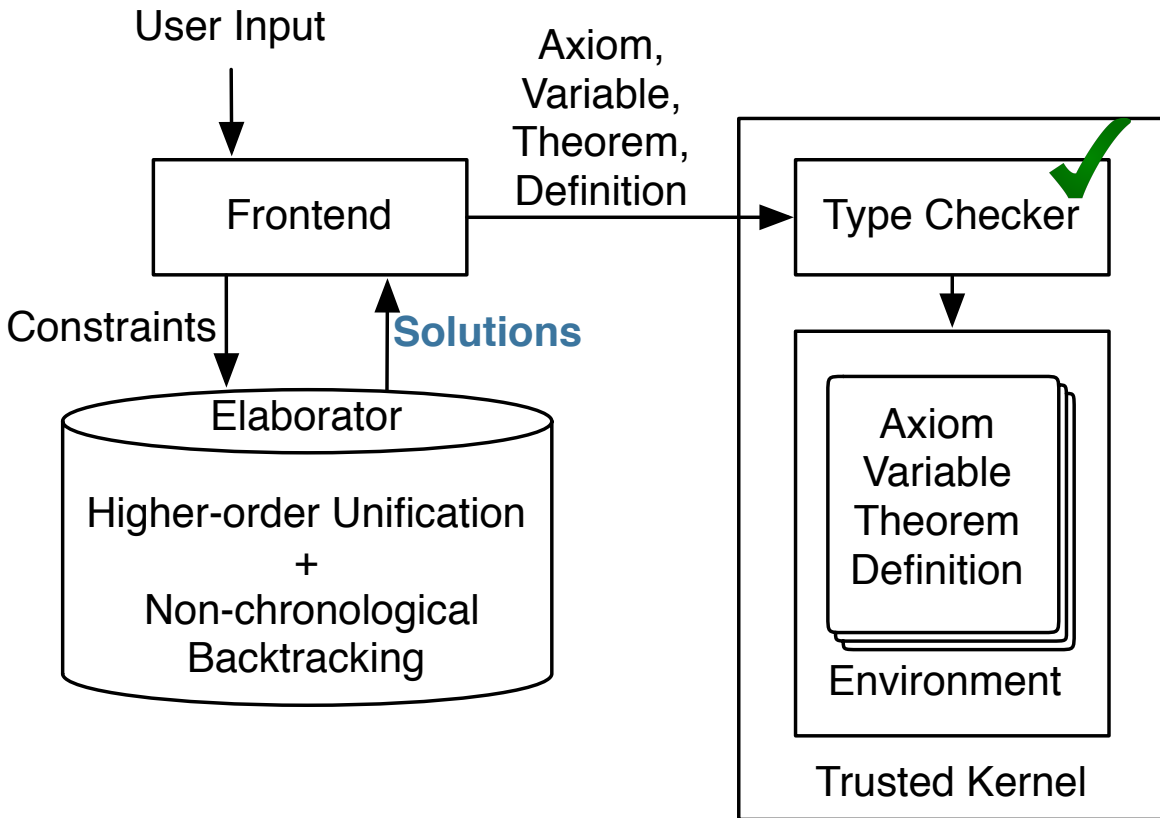 User Input
Axiom,
Variable,
Theorem,
Definition
Frontend
Type Checker
Constraints
Solutions
Elaborator
Higher-order Unification
+
Non-chronological
Backtracking
Axiom
Variable
Theorem
Definition
Environment
Trusted Kernel